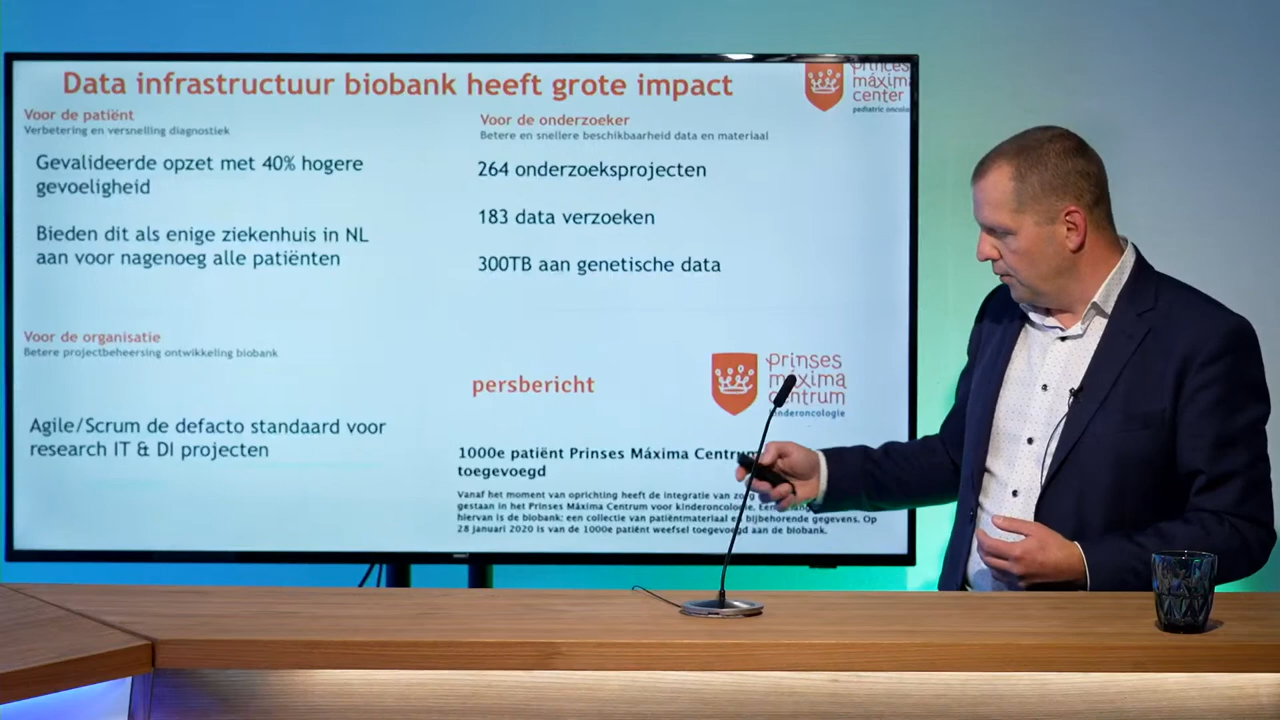 Data infrastructuur biobank heeft grote impact
princes
máxima
center
pediatric
Voor de patiënt
Verbetering en versnelling diagnostiek
Gevalideerde opzet met 40% hogere
gevoeligheid
Bieden dit als enige ziekenhuis in NL
aan voor nagenoeg alle patiënten
Voor de onderzoeker
Betere en snellere beschikbaarheid data en materiaal
264 onderzoeksprojecten
183 data verzoeken
300TB aan genetische data
Voor de organisatie
Betere projectbeheersing ontwikkeling biobank
Agile/Scrum de defacto standaard voor
research IT & DI projecten
persbericht
prinses
máxima
centrum
kinderoncologie
1000e patiënt Prinses Máxima Centrum
toegevoegd
Vanaf het moment van oprichting heeft de integratie van zorg
gestaan in het Prinses Máxima Centrum voor kinderoncologie.
hiervan is de biobank: een collectie van patiëntmateriaal en bijbehorende gegevens. Op
28 januari 2020 is van de 1000e patiënt weefsel toegevoegd aan de biobank.